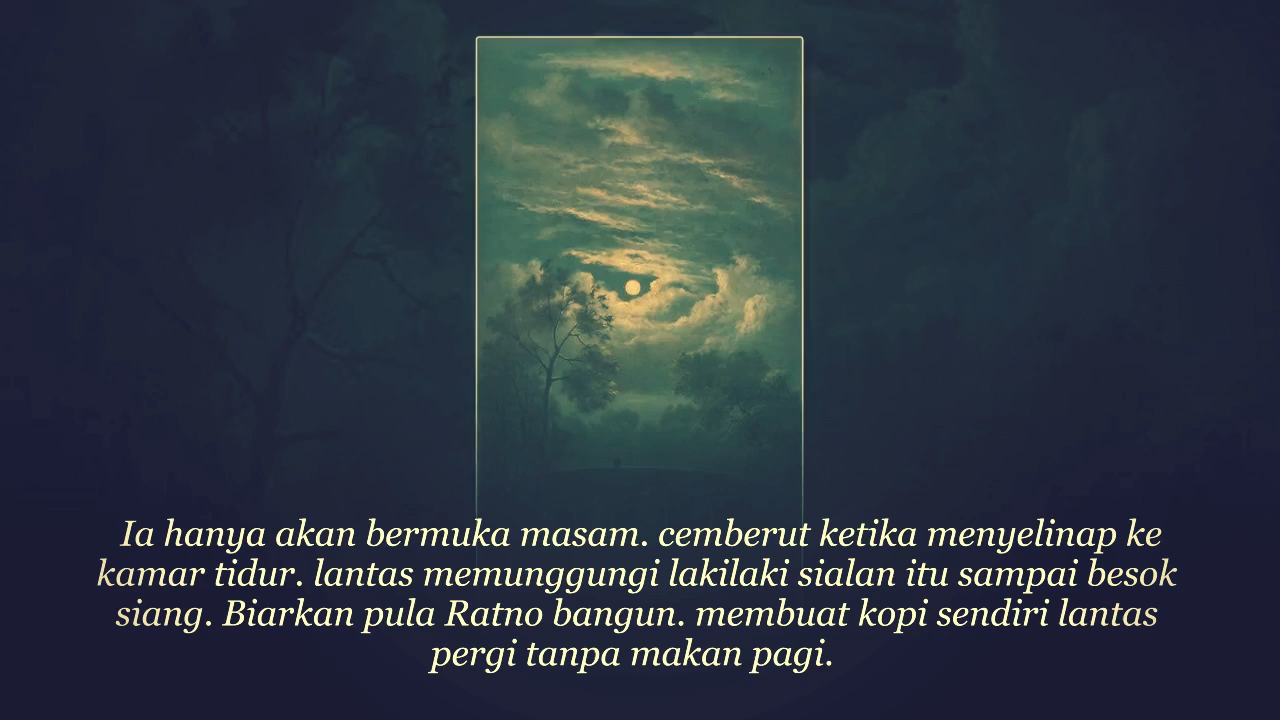 Ia hanya akan bermuka masam. cemberut ketika menyelinap ke
kamar tidur. lantas memunggungi lakilaki sialan itu sampai besok
siang. Biarkan pula Ratno bangun. membuat kopi sendiri lantas
pergi tanpa makan pagi.